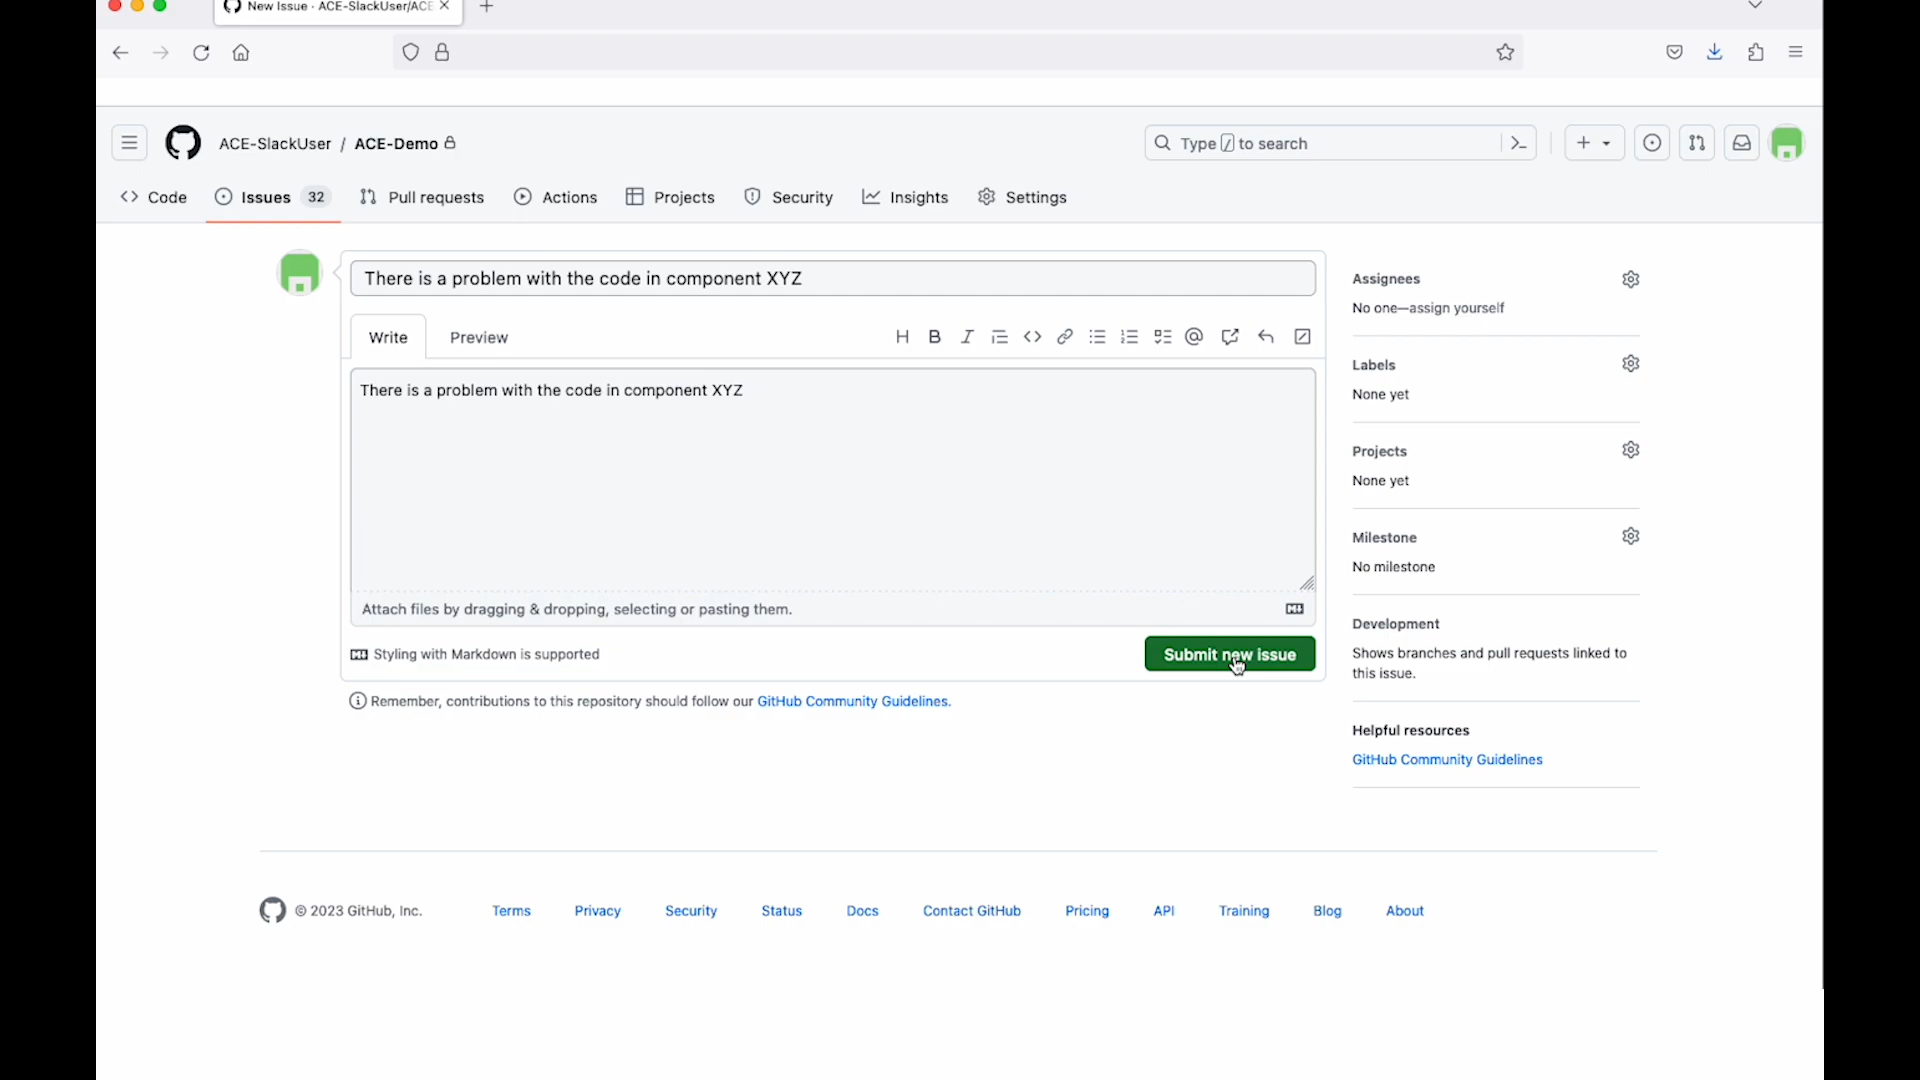 New Issue · ACE-SlackUser/ACE
ACE-SlackUser / ACE-Demo
Type / to search
Code
Issues 32
Pull requests
Actions
Projects
Security
Insights
Settings
There is a problem with the code in component XYZ
Write
Preview
There is a problem with the code in component XYZ
Attach files by dragging & dropping, selecting or pasting them.
Styling with Markdown is supported
Submit new issue
Remember, contributions to this repository should follow our GitHub Community Guidelines.
Assignees
No one—assign yourself
Labels
None yet
Projects
None yet
Milestone
No milestone
Development
Shows branches and pull requests linked to
this issue.
Helpful resources
GitHub Community Guidelines
© 2023 GitHub, Inc.
Terms
Privacy
Security
Status
Docs
Contact GitHub
Pricing
API
Training
Blog
About